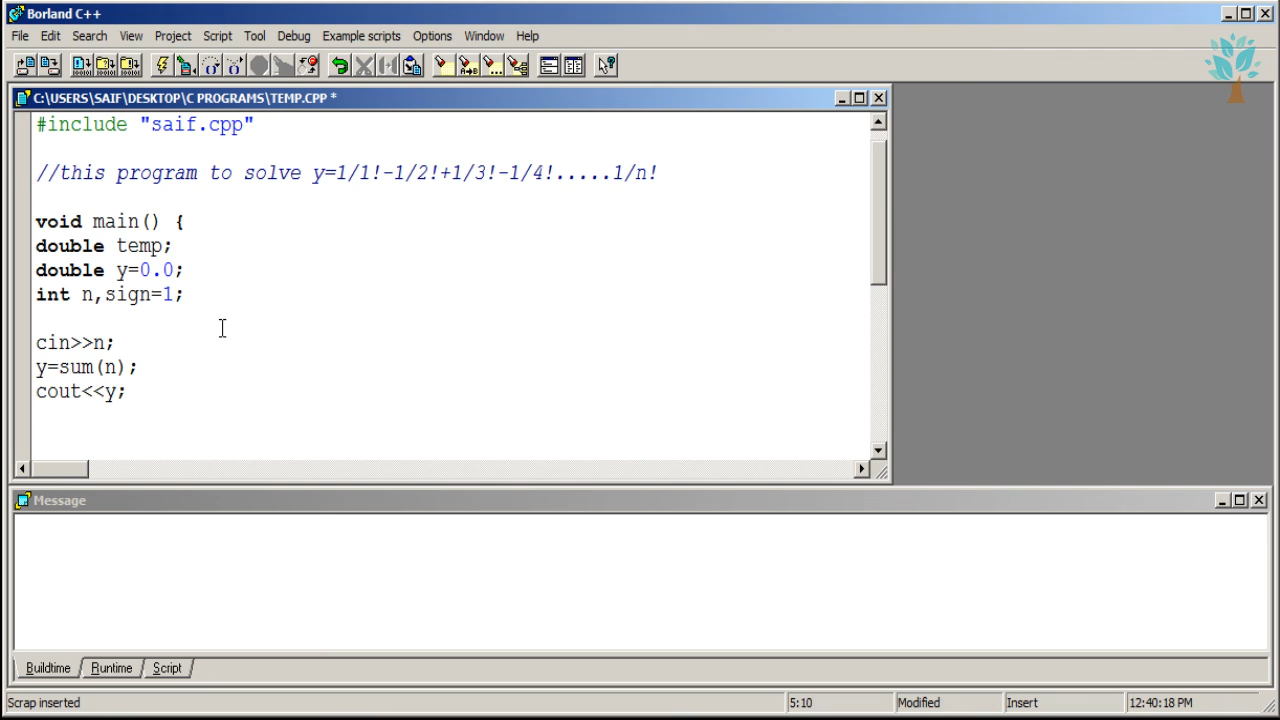 Borland C++
File Edit Search View Project Script Tool Debug Example scripts Options Window Help
C:\USERS\SAIF\DESKTOP\C PROGRAMS\TEMP.CPP *
#include "saif.cpp"
//this program to solve y=1/1!-1/2!+1/3!-1/4!.....1/n!
void main() {
double temp;
double y=0.0;
int n,sign=1;
cin>>n;
y=sum(n);
cout<<y;
Message
Buildtime Runtime Script
Scrap inserted 5:10 Modified Insert 12:40:18 PM